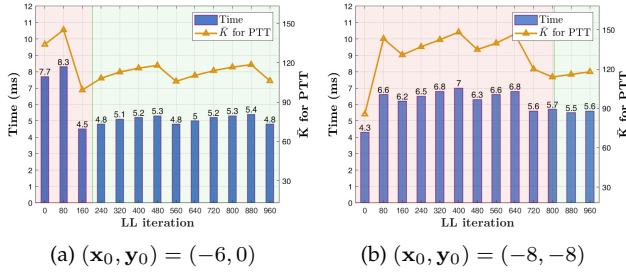 12
11
10
9
8
7
6
5
4
3
2
1
0
Time (ms)
7.7 8.3 4.5 4.8 5.1 5.2 5.3 4.8 5 5.2 5.3 5.4 4.8
Time
K̄ for PTT
150
120
90
60
30
K̄ for PTT
0 80 160 240 320 400 480 560 640 720 800 880 960
LL iteration
(a) (x₀, y₀) = (−6, 0)
12
11
10
9
8
7
6
5
4
3
2
1
0
Time (ms)
4.3 6.6 6.2 6.5 6.8 7 6.3 6.6 6.8 5.6 5.7 5.5 5.6
Time
K̄ for PTT
150
120
90
60
30
K̄ for PTT
0 80 160 240 320 400 480 560 640 720 800 880 960
LL iteration
(b) (x₀, y₀) = (−8, −8)